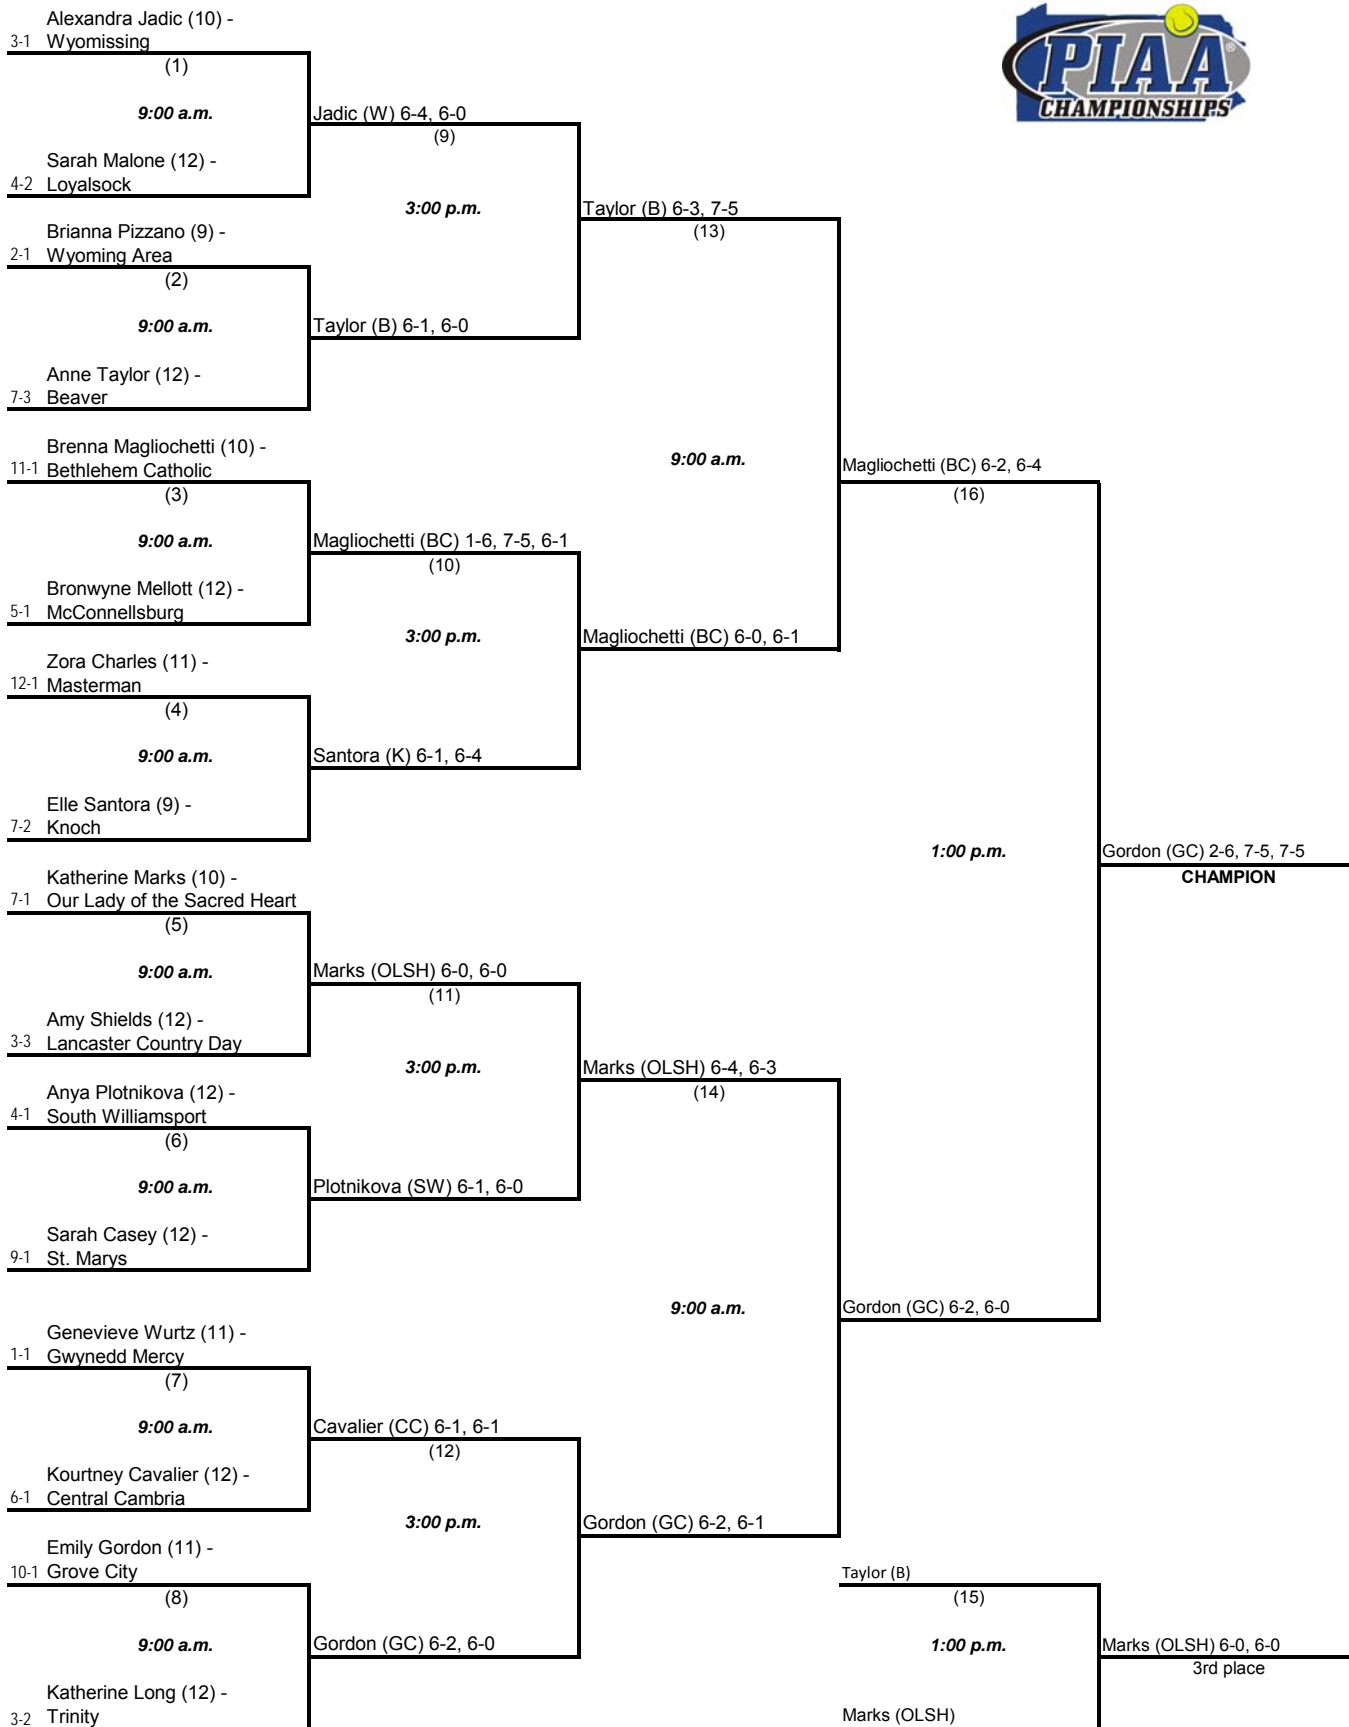 PIAA®
CHAMPIONSHIPS
Alexandra Jadic (10) -
3-1 Wyomissing
(1)
9:00 a.m.
Jadic (W) 6-4, 6-0
(9)
Sarah Malone (12) -
4-2 Loyalsock
3:00 p.m.
Taylor (B) 6-3, 7-5
(13)
Brianna Pizzano (9) -
2-1 Wyoming Area
(2)
9:00 a.m.
Taylor (B) 6-1, 6-0
Anne Taylor (12) -
7-3 Beaver
Brenna Magliochetti (10) -
11-1 Bethlehem Catholic
9:00 a.m.
Magliochetti (BC) 6-2, 6-4
(16)
(3)
9:00 a.m.
Magliochetti (BC) 1-6, 7-5, 6-1
(10)
Bronwyne Mellott (12) -
5-1 McConnellsburg
3:00 p.m.
Magliochetti (BC) 6-0, 6-1
Zora Charles (11) -
12-1 Masterman
(4)
9:00 a.m.
Santora (K) 6-1, 6-4
Elle Santora (9) -
7-2 Knoch
1:00 p.m.
Gordon (GC) 2-6, 7-5, 7-5
CHAMPION
Katherine Marks (10) -
7-1 Our Lady of the Sacred Heart
(5)
9:00 a.m.
Marks (OLSH) 6-0, 6-0
(11)
Amy Shields (12) -
3-3 Lancaster Country Day
3:00 p.m.
Marks (OLSH) 6-4, 6-3
(14)
Anya Plotnikova (12) -
4-1 South Williamsport
(6)
9:00 a.m.
Plotnikova (SW) 6-1, 6-0
Sarah Casey (12) -
9-1 St. Marys
9:00 a.m.
Gordon (GC) 6-2, 6-0
Genevieve Wurtz (11) -
1-1 Gwynedd Mercy
(7)
9:00 a.m.
Cavalier (CC) 6-1, 6-1
(12)
Kourtney Cavalier (12) -
6-1 Central Cambria
3:00 p.m.
Gordon (GC) 6-2, 6-1
Emily Gordon (11) -
10-1 Grove City
(8)
9:00 a.m.
Gordon (GC) 6-2, 6-0
Katherine Long (12) -
3-2 Trinity
Taylor (B)
(15)
1:00 p.m.
Marks (OLSH) 6-0, 6-0
3rd place
Marks (OLSH)